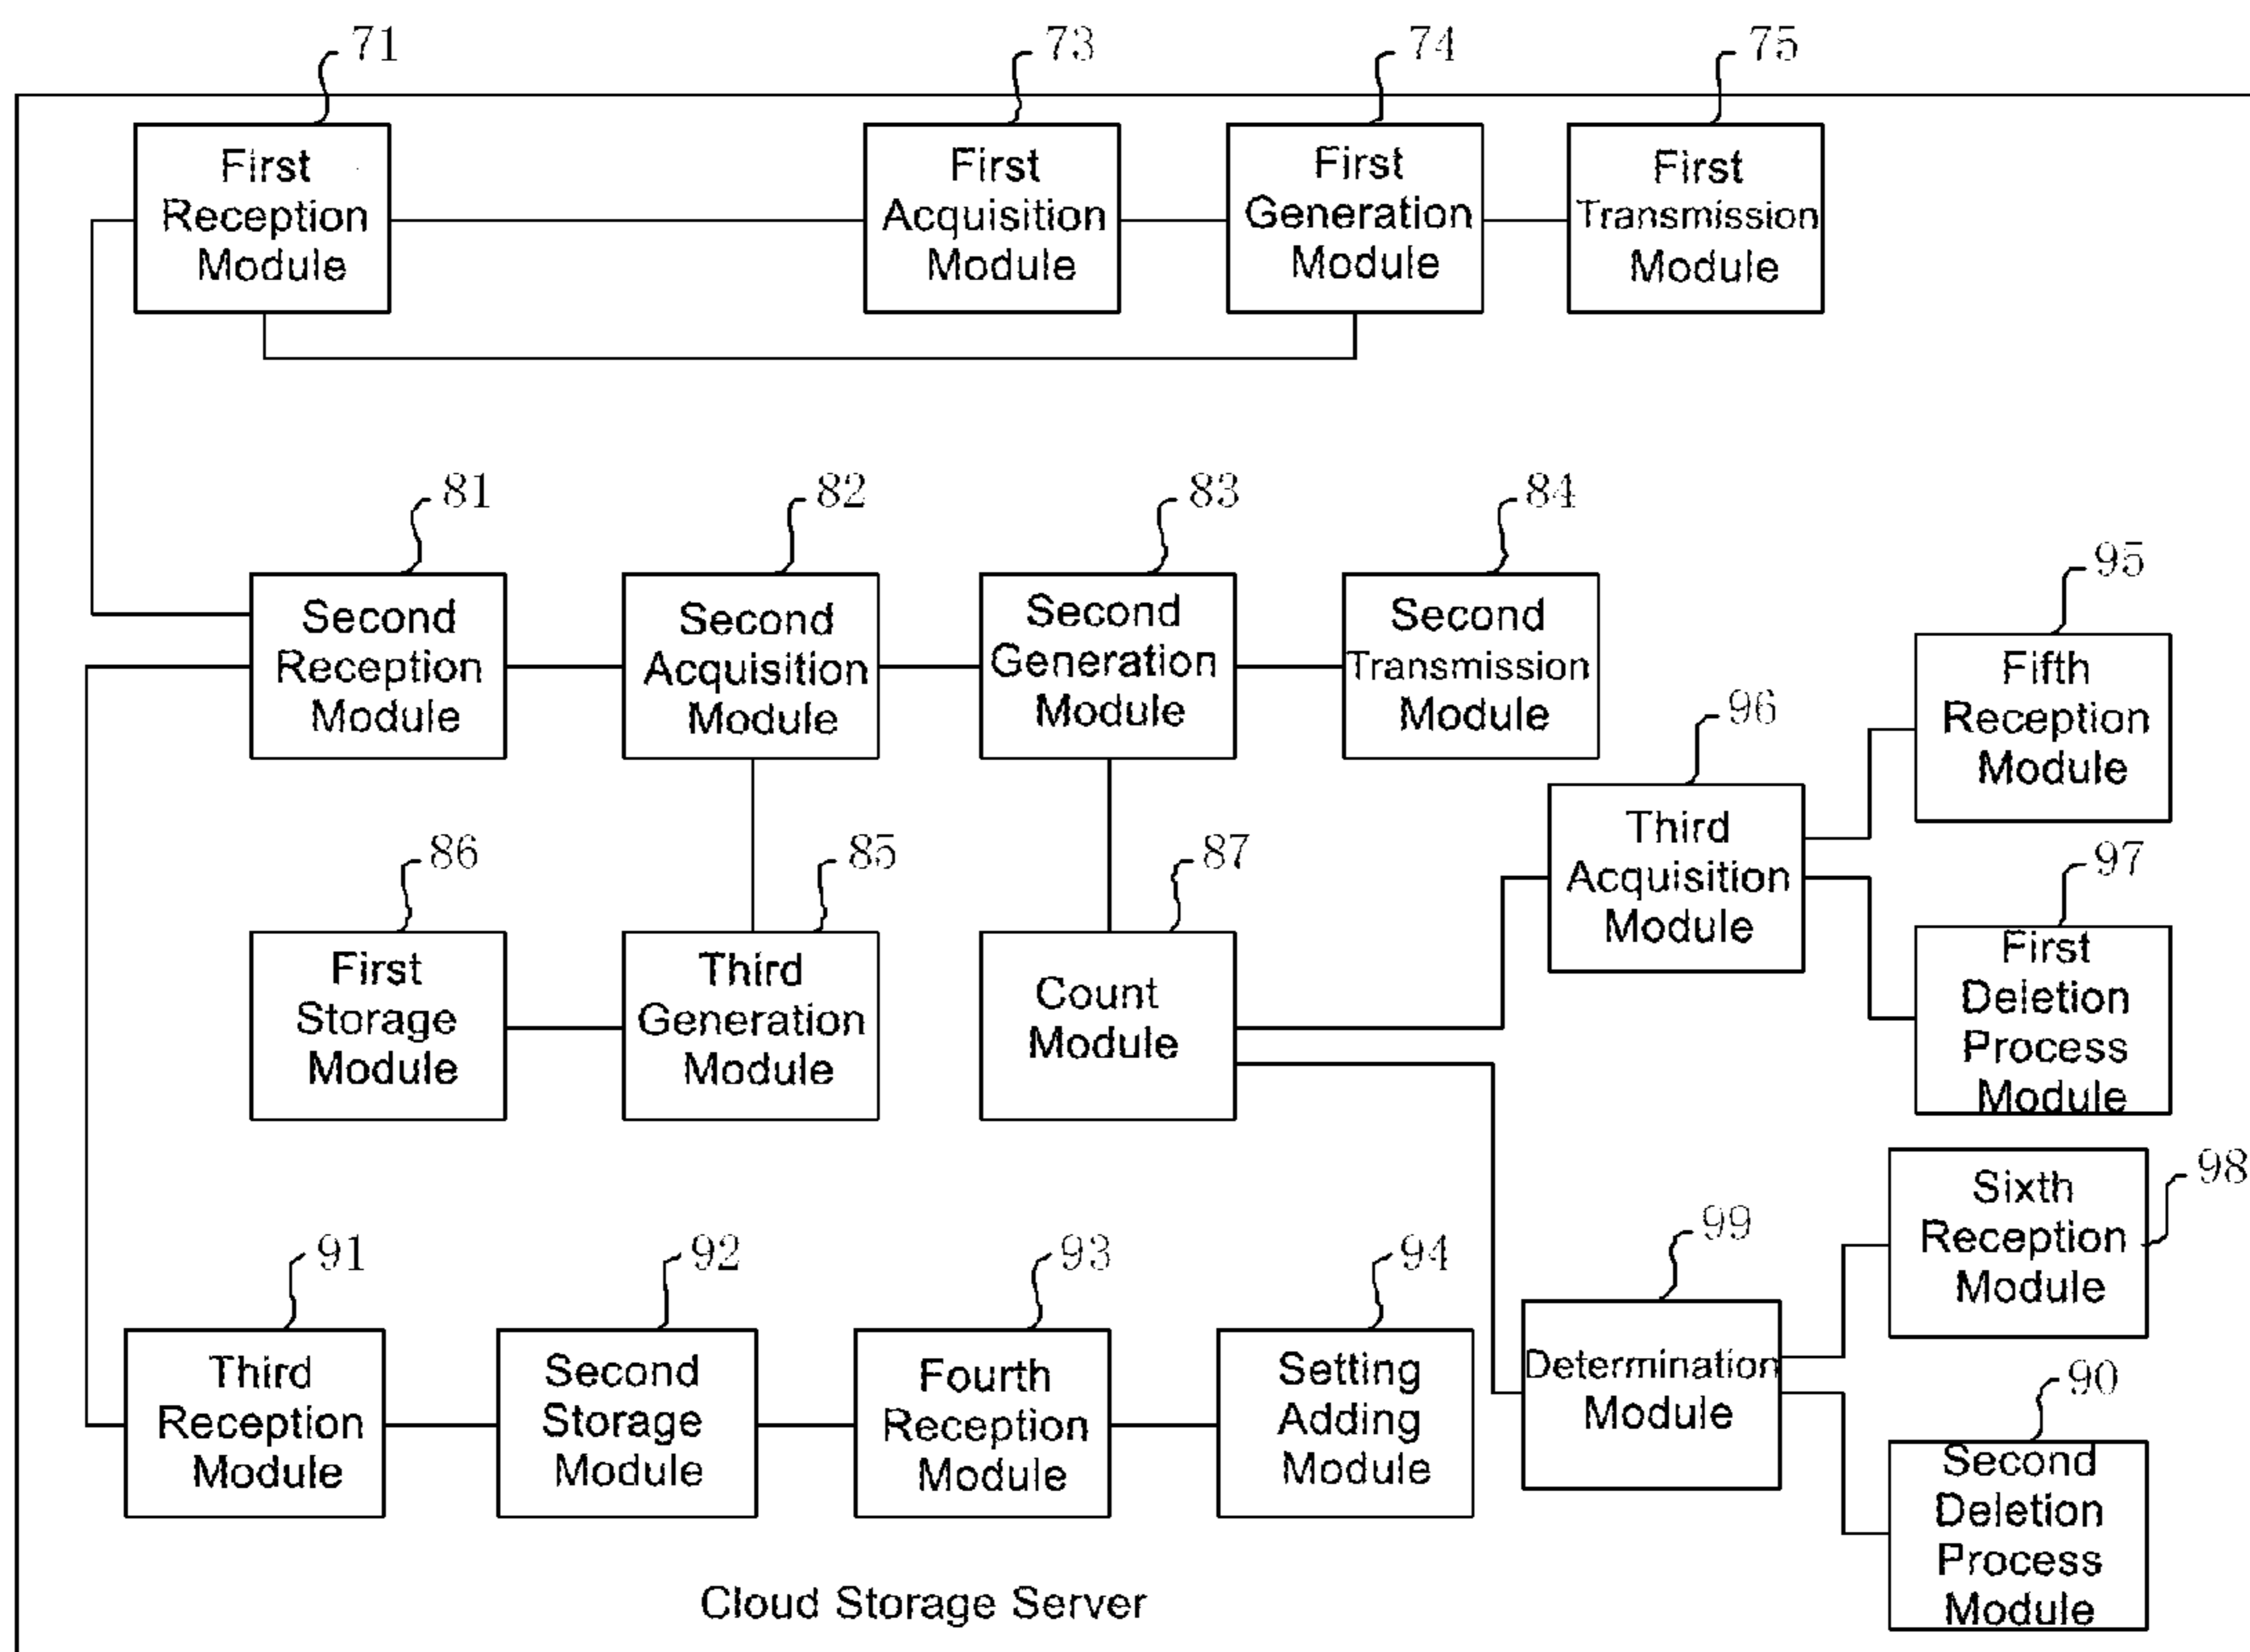 71
73
74
75
First
Reception
Module
First
Acquisition
Module
First
Generation
Module
First
Transmission
Module
81
82
83
84
Second
Reception
Module
Second
Acquisition
Module
Second
Generation
Module
Second
Transmission
Module
95
Fifth
Reception
Module
96
Third
Acquisition
Module
97
First
Deletion
Process
Module
86
85
87
First
Storage
Module
Third
Generation
Module
Count
Module
98
Sixth
Reception
Module
99
Determination
Module
90
Second
Deletion
Process
Module
91
92
93
94
Third
Reception
Module
Second
Storage
Module
Fourth
Reception
Module
Setting
Adding
Module
Cloud Storage Server